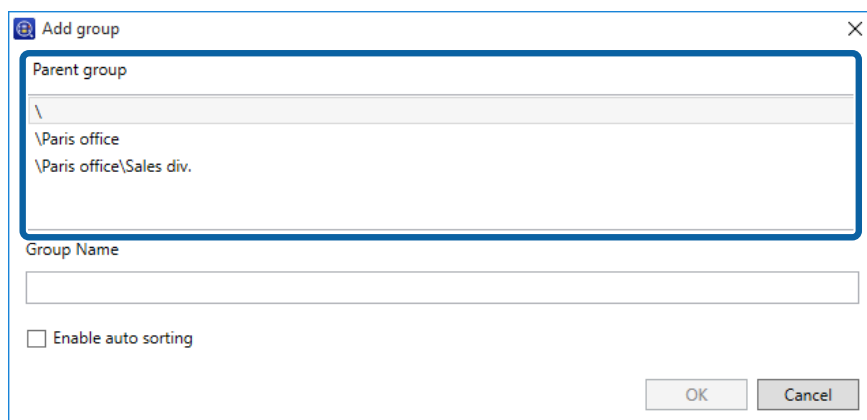 Add group
Parent group
\
\Paris office
\Paris office\Sales div.
Group Name
Enable auto sorting
OK
Cancel